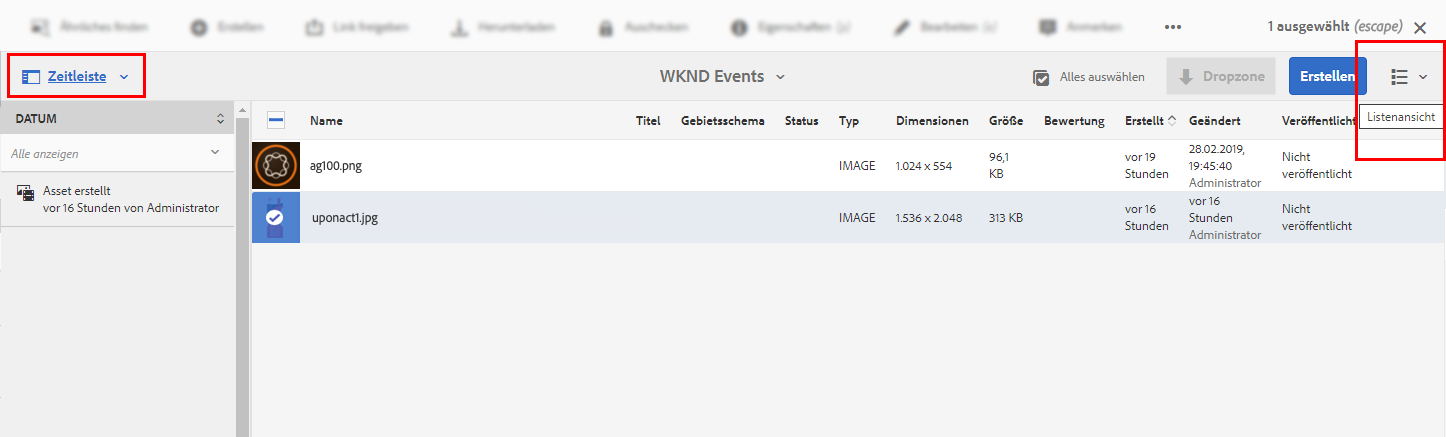 Ähnliches finden Erstellen Link freigeben Herunterladen Auschecken Eigenschaften Bearbeiten Anmerken 1 ausgewählt (escape)
Zeitleiste WKND Events Alles auswählen Dropzone Erstellen
Listenansicht
DATUM Name Titel Gebietsschema Status Typ Dimensionen Größe Bewertung Erstellt Geändert Veröffentlicht
Alle anzeigen
ag100.png IMAGE 1.024 x 554 96,1
KB
vor 19
Stunden
28.02.2019,
19:45:40
Administrator
Nicht
veröffentlicht
Asset erstellt
vor 16 Stunden von Administrator
uponact1.jpg IMAGE 1.536 x 2.048 313 KB
vor 16
Stunden
vor 16
Stunden
Administrator
Nicht
veröffentlicht